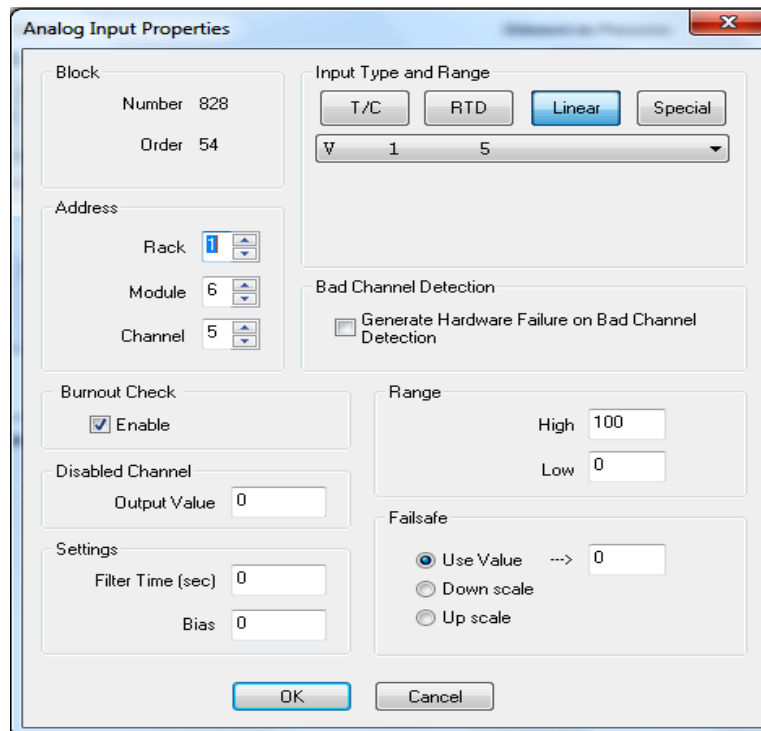 Analog Input Properties
Block
Number 828
Order 54
Input Type and Range
T/C RTD Linear Special
V 1 5
Address
Rack 1
Module 6
Channel 5
Bad Channel Detection
Generate Hardware Failure on Bad Channel
Detection
Burnout Check
Enable
Range
High 100
Low 0
Disabled Channel
Output Value 0
Failsafe
Use Value ---> 0
Down scale
Up scale
Settings
Filter Time (sec) 0
Bias 0
OK Cancel